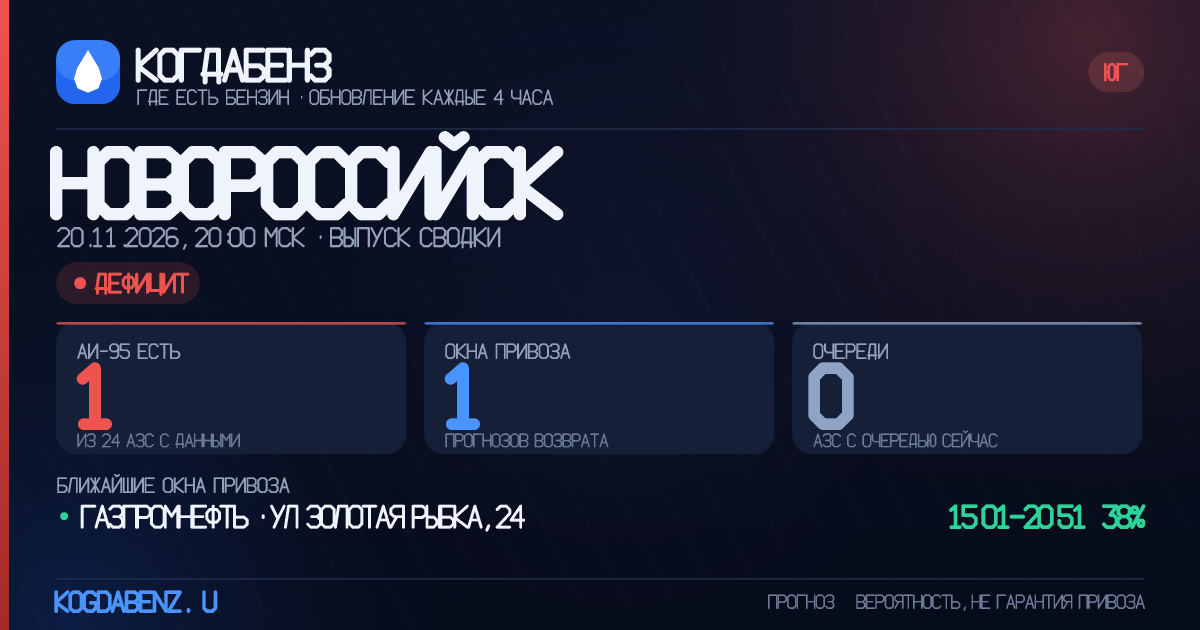 КОГДАБЕНЗ
ГДЕ ЕСТЬ БЕНЗИН · ОБНОВЛЕНИЕ КАЖДЫЕ 4 ЧАСА
ЮГ
НОВОРОССИЙСК
20.11.2026, 20:00 МСК · ВЫПУСК СВОДКИ
• ДЕФИЦИТ
АИ-95 ЕСТЬ
1
ИЗ 24 АЗС С ДАННЫМИ
ОКНА ПРИВОЗА
1
ПРОГНОЗОВ ВОЗВРАТА
ОЧЕРЕДИ
0
АЗС С ОЧЕРЕДЬЮ СЕЙЧАС
БЛИЖАЙШИЕ ОКНА ПРИВОЗА
• ГАЗПРОМНЕФТЬ · УЛ ЗОЛОТАЯ РЫБКА, 24
15 01–20 51 38%
KOGDABENZ. U
ПРОГНОЗ ВЕРОЯТНОСТЬ, НЕ ГАРАНТИЯ ПРИВОЗА